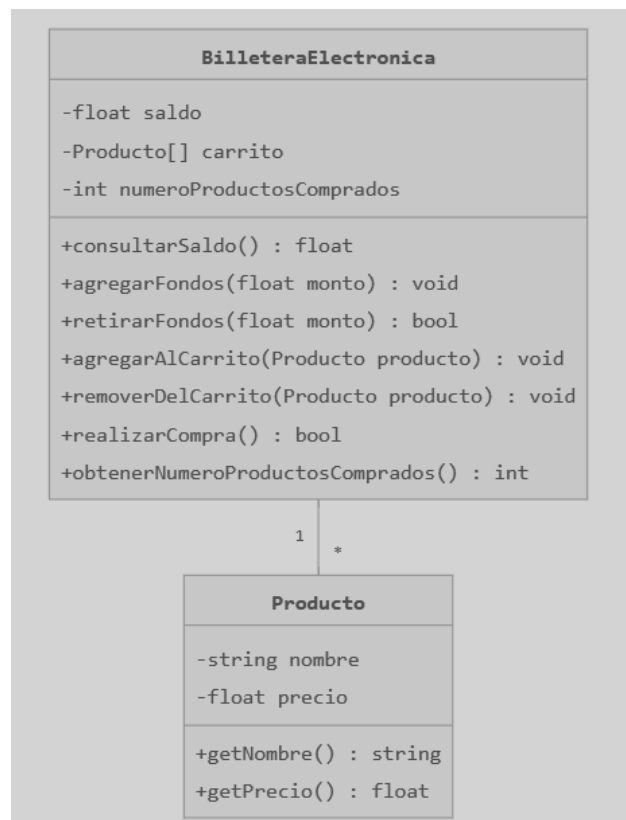 BilleteraElectronica
-float saldo
-Producto[] carrito
-int numeroProductosComprados
+consultarSaldo() : float
+agregarFondos(float monto) : void
+retirarFondos(float monto) : bool
+agregarAlCarrito(Producto producto) : void
+removerDelCarrito(Producto producto) : void
+realizarCompra() : bool
+obtenerNumeroProductosComprados() : int
1
*
Producto
-string nombre
-float precio
+getNombre() : string
+getPrecio() : float